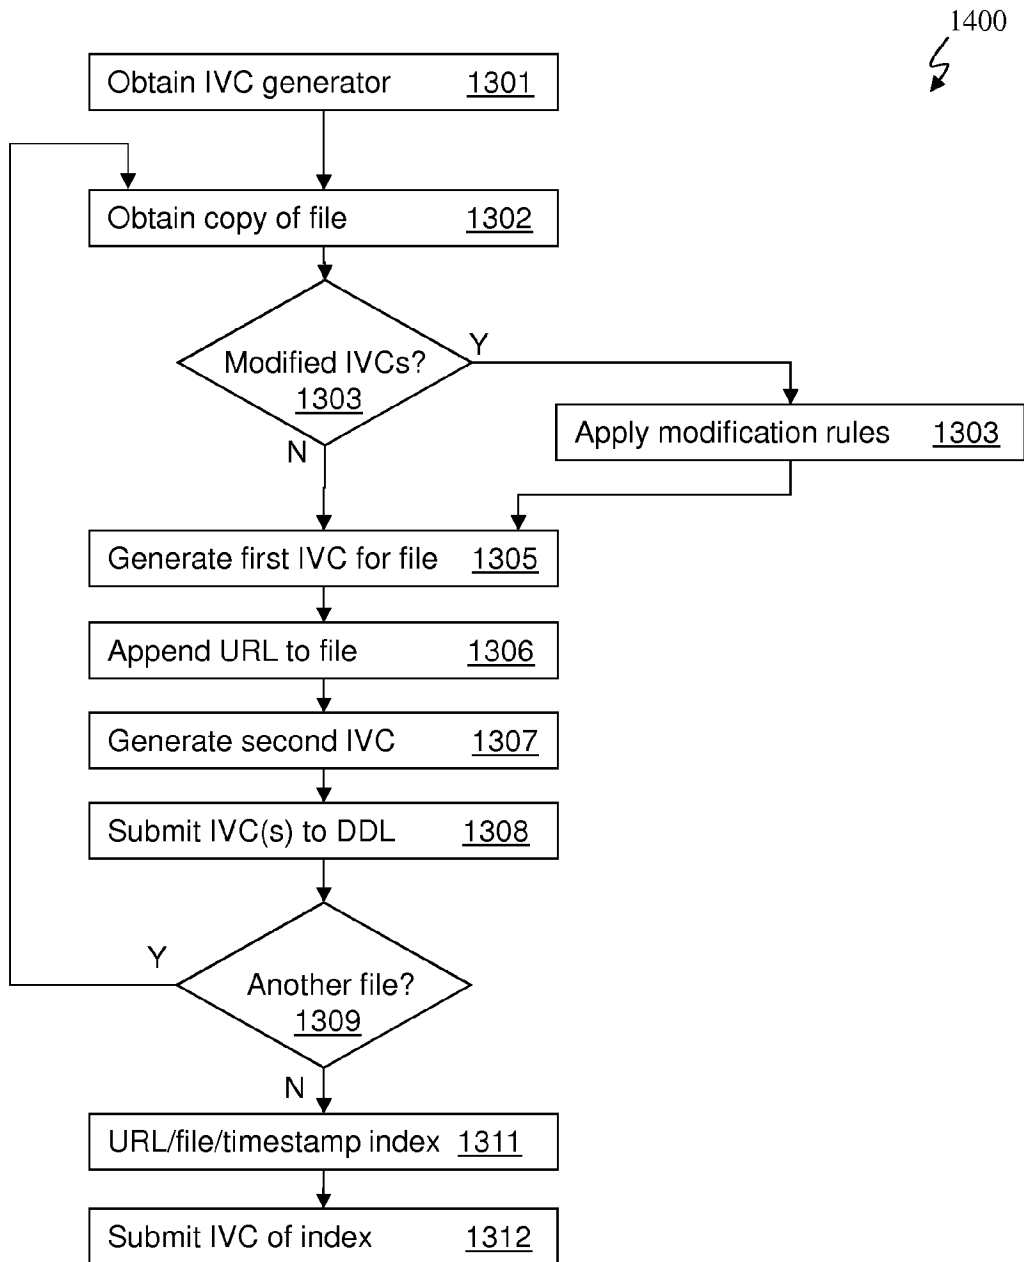 1400
Obtain IVC generator 1301
Obtain copy of file 1302
Modified IVCs?
1303
Y
Apply modification rules 1303
N
Generate first IVC for file 1305
Append URL to file 1306
Generate second IVC 1307
Submit IVC(s) to DDL 1308
Y
Another file?
1309
N
URL/file/timestamp index 1311
Submit IVC of index 1312